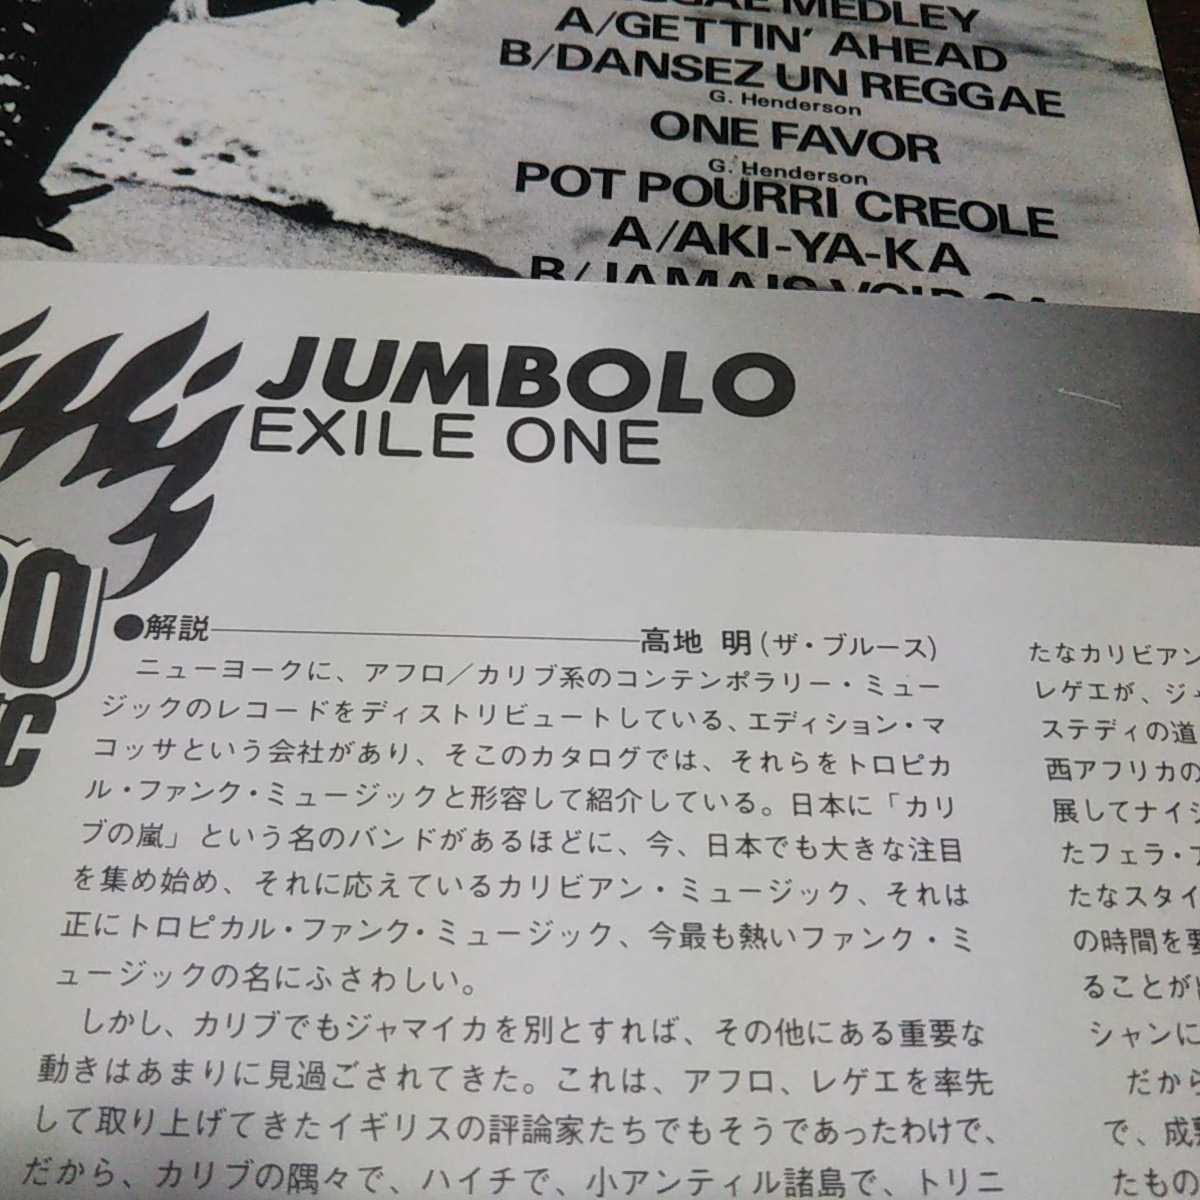 MEDLEY
A/GETTIN' AHEAD
B/DANSEZ UN REGGAE
G. Henderson
ONE FAVOR
G. Henderson
POT POURRI CREOLE
A/AKI-YA-KA
B/JAMAIS VOIR ÇA
JUMBOLO
EXILE ONE
●解説―高地 明(ザ・ブルース)
ニューヨークに、アフロ／カリブ系のコンテンポラリー・ミュー
ジックのレコードをディストリビュートしている、エディション・マ
コッサという会社があり、そこのカタログでは、それらをトロピカ
ル・ファンク・ミュージックと形容して紹介している。日本に「カリ
ブの嵐」という名のバンドがあるほどに、今、日本でも大きな注目
を集め始め、それに応えているカリビアン・ミュージック、それは
正にトロピカル・ファンク・ミュージック、今最も熱いファンク・ミ
ュージックの名にふさわしい。
しかし、カリブでもジャマイカを別とすれば、その他にある重要な
動きはあまりに見過ごされてきた。これは、アフロ、レゲエを率先
して取り上げてきたイギリスの評論家たちでもそうであったわけで、
だから、カリブの隅々で、ハイチで、小アンティル諸島で、トリニ
たなカリビアン
レゲエが、ジ
ステディの道
西アフリカの
展してナイジ
たフェラ・ア
たなスタイ
の時間を要
ることが
シャンに
だから
で、成熟
たもの